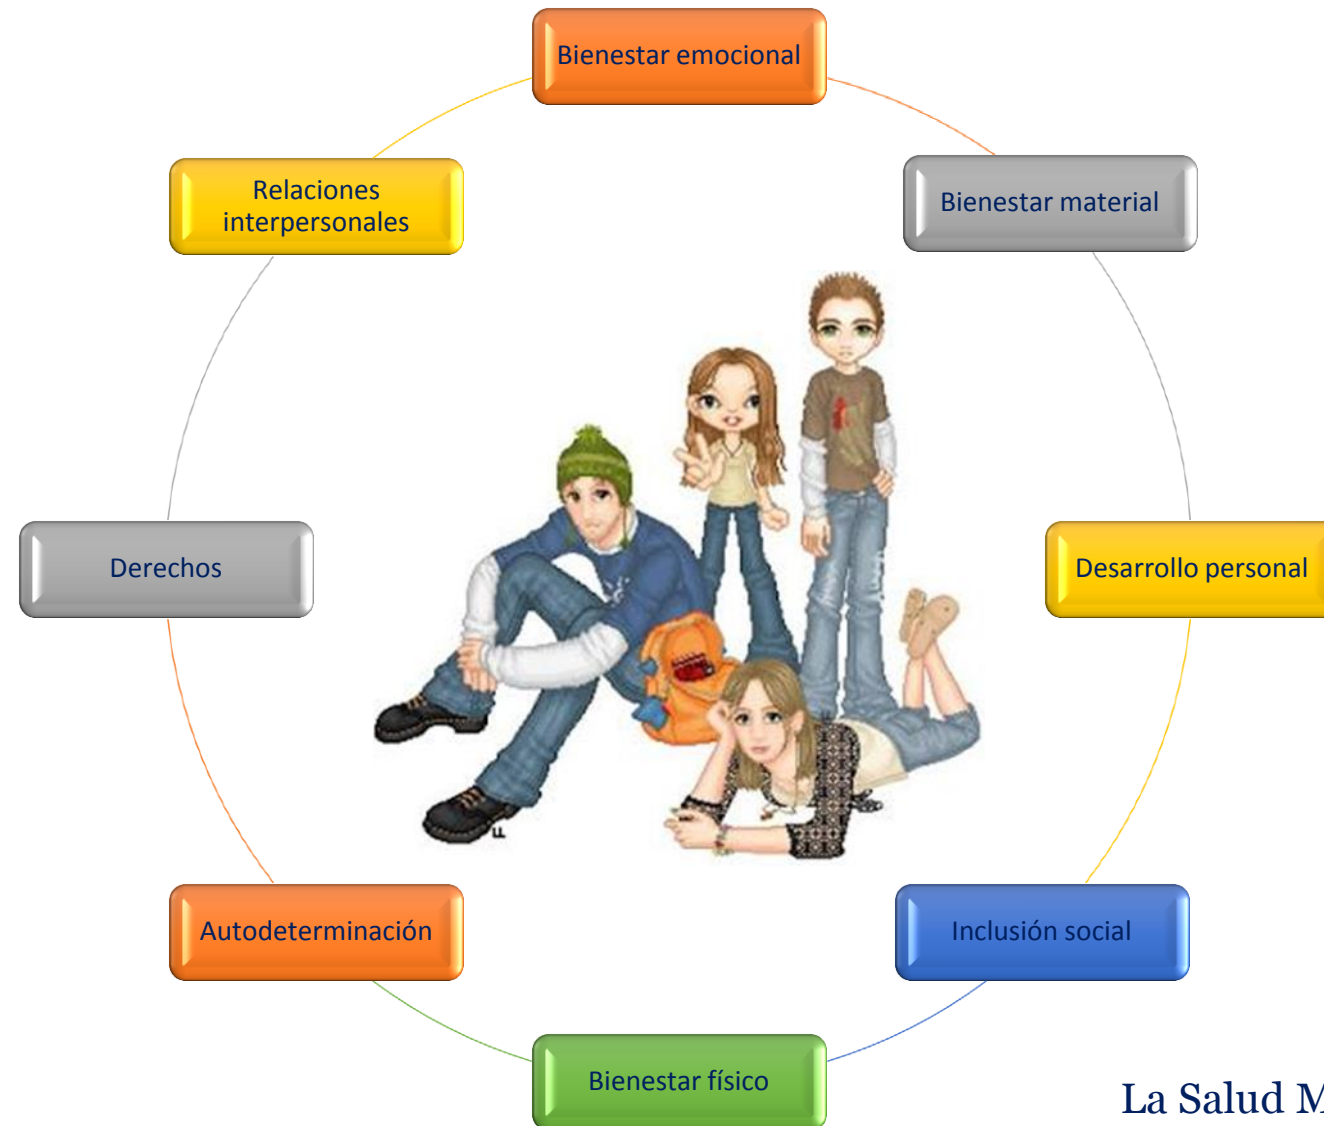 Bienestar emocional
Bienestar material
Desarrollo personal
Inclusión social
Bienestar físico
Autodeterminación
Derechos
Relaciones
interpersonales
La Salud M